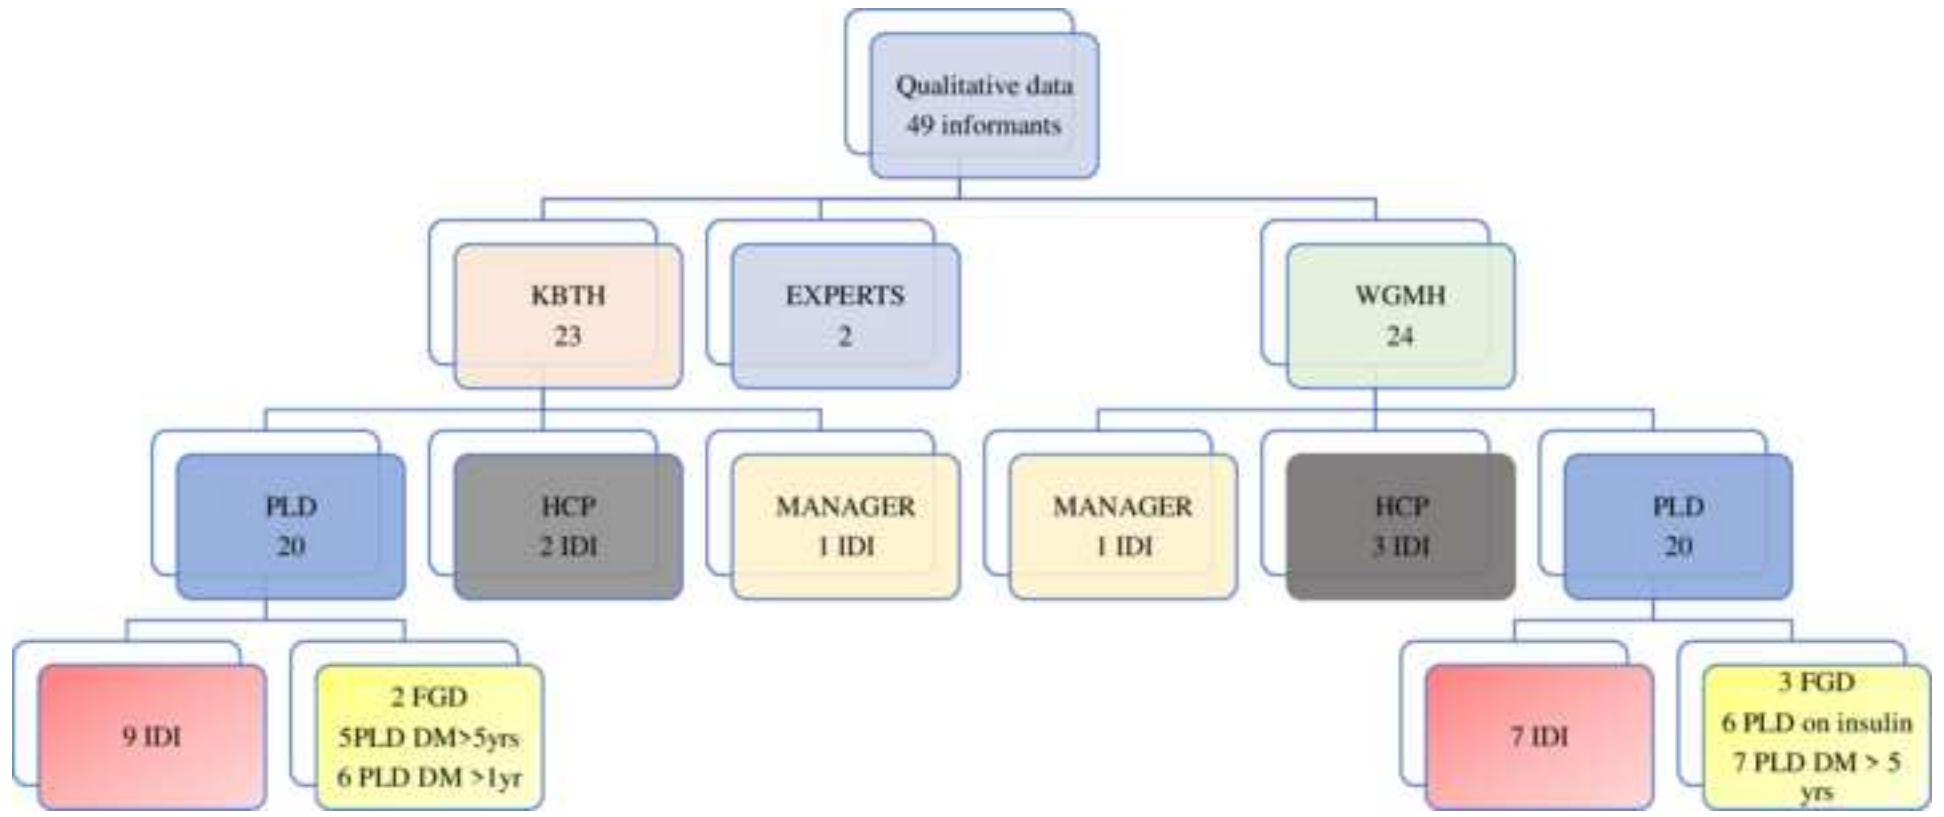 Qualitative data
49 informants
KBTH
23
EXPERTS
2
WGMH
24
PLD
20
HCP
2 IDI
MANAGER
1 IDI
MANAGER
1 IDI
HCP
3 IDI
PLD
20
9 IDI
2 FGD
5PLD DM>5yrs
6 PLD DM >1yr
7 IDI
3 FGD
6 PLD on insulin
7 PLD DM > 5
yrs